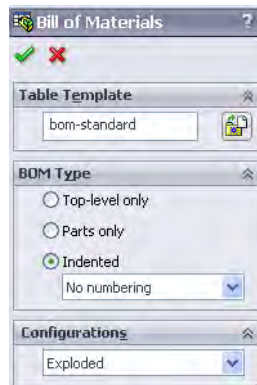 Bill of Materials ?
Table Template
bom-standard
BOM Type
Top-level only
Parts only
Indented
No numbering
Configurations
Exploded